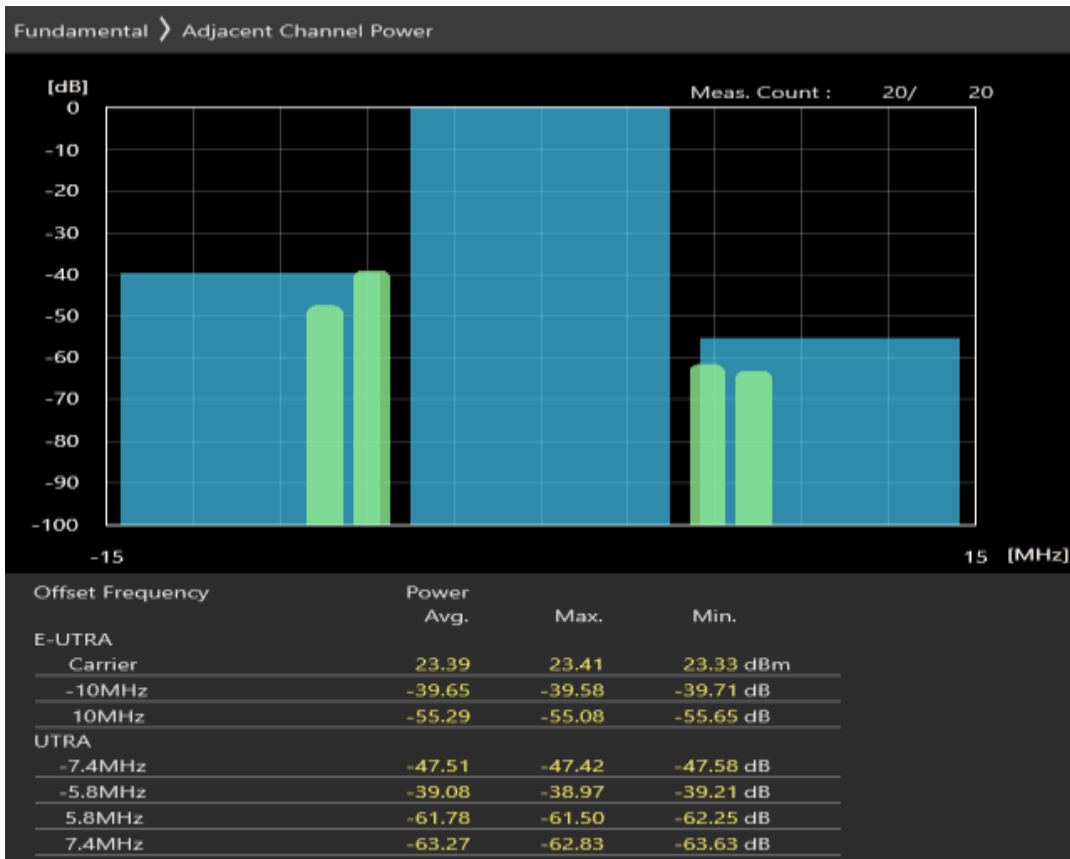 Fundamental 》 Adjacent Channel Power
[dB]
Meas. Count : 20/ 20
0
-10
-20
-30
-40
-50
-60
-70
-80
-90
-100
-15 15 [MHz]
Offset Frequency Power
Avg. Max. Min.
E-UTRA
Carrier 23.39 23.41 23.33 dBm
-10MHz -39.65 -39.58 -39.71 dB
10MHz -55.29 -55.08 -55.65 dB
UTRA
-7.4MHz -47.51 -47.42 -47.58 dB
-5.8MHz -39.08 -38.97 -39.21 dB
5.8MHz -61.78 -61.50 -62.25 dB
7.4MHz -63.27 -62.83 -63.63 dB